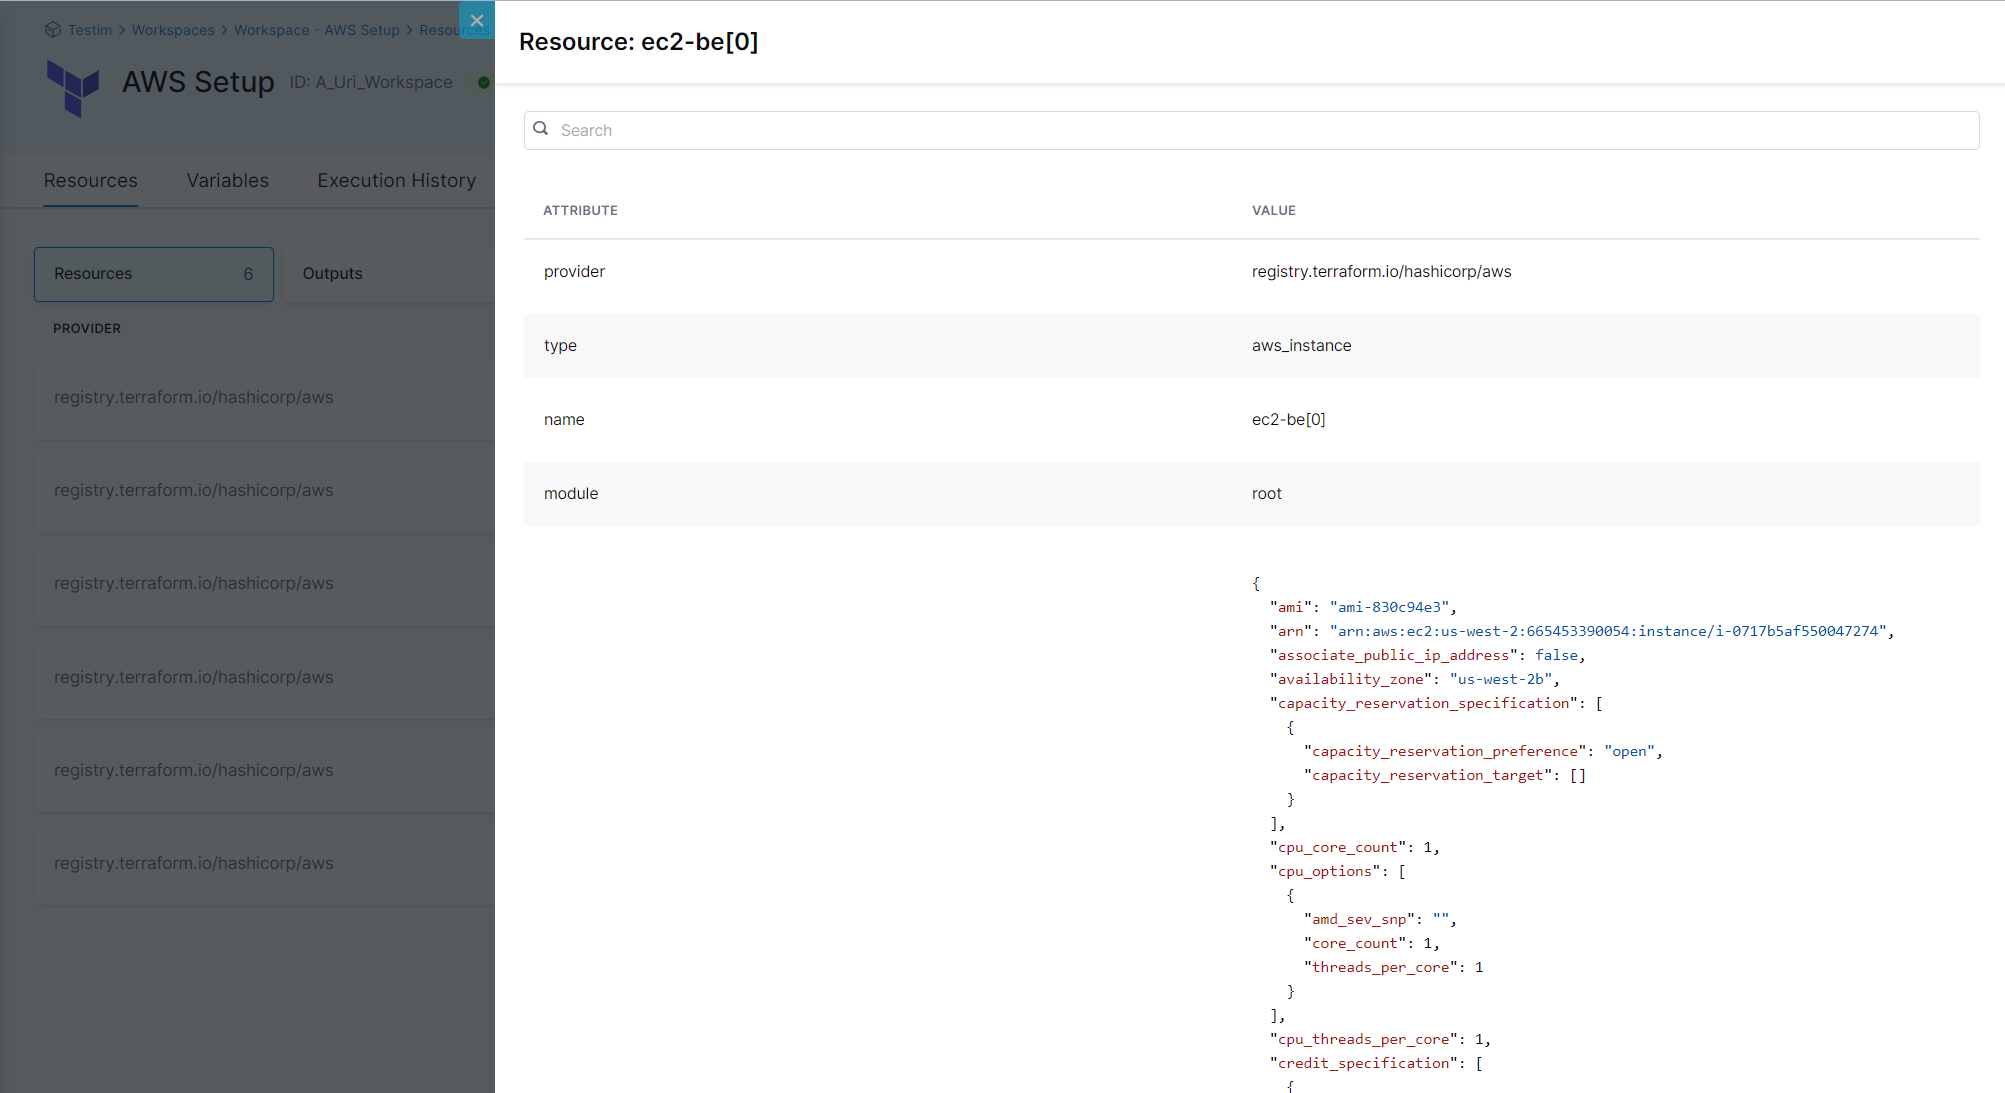 Testim > Workspaces > Workspace - AWS Setup > Resources
AWS Setup ID: A_Uri_Workspace
Resources Variables Execution History
Resources 6 Outputs
PROVIDER
registry.terraform.io/hashicorp/aws
registry.terraform.io/hashicorp/aws
registry.terraform.io/hashicorp/aws
registry.terraform.io/hashicorp/aws
registry.terraform.io/hashicorp/aws
registry.terraform.io/hashicorp/aws
Resource: ec2-be[0]
Search
ATTRIBUTE VALUE
provider registry.terraform.io/hashicorp/aws
type aws_instance
name ec2-be[0]
module root
{
"ami": "ami-830c94e3",
"arn": "arn:aws:ec2:us-west-2:665453390054:instance/i-0717b5af550047274",
"associate_public_ip_address": false,
"availability_zone": "us-west-2b",
"capacity_reservation_specification": [
{
"capacity_reservation_preference": "open",
"capacity_reservation_target": []
}
],
"cpu_core_count": 1,
"cpu_options": [
{
"amd_sev_snp": "",
"core_count": 1,
"threads_per_core": 1
}
],
"cpu_threads_per_core": 1,
"credit_specification": [
{